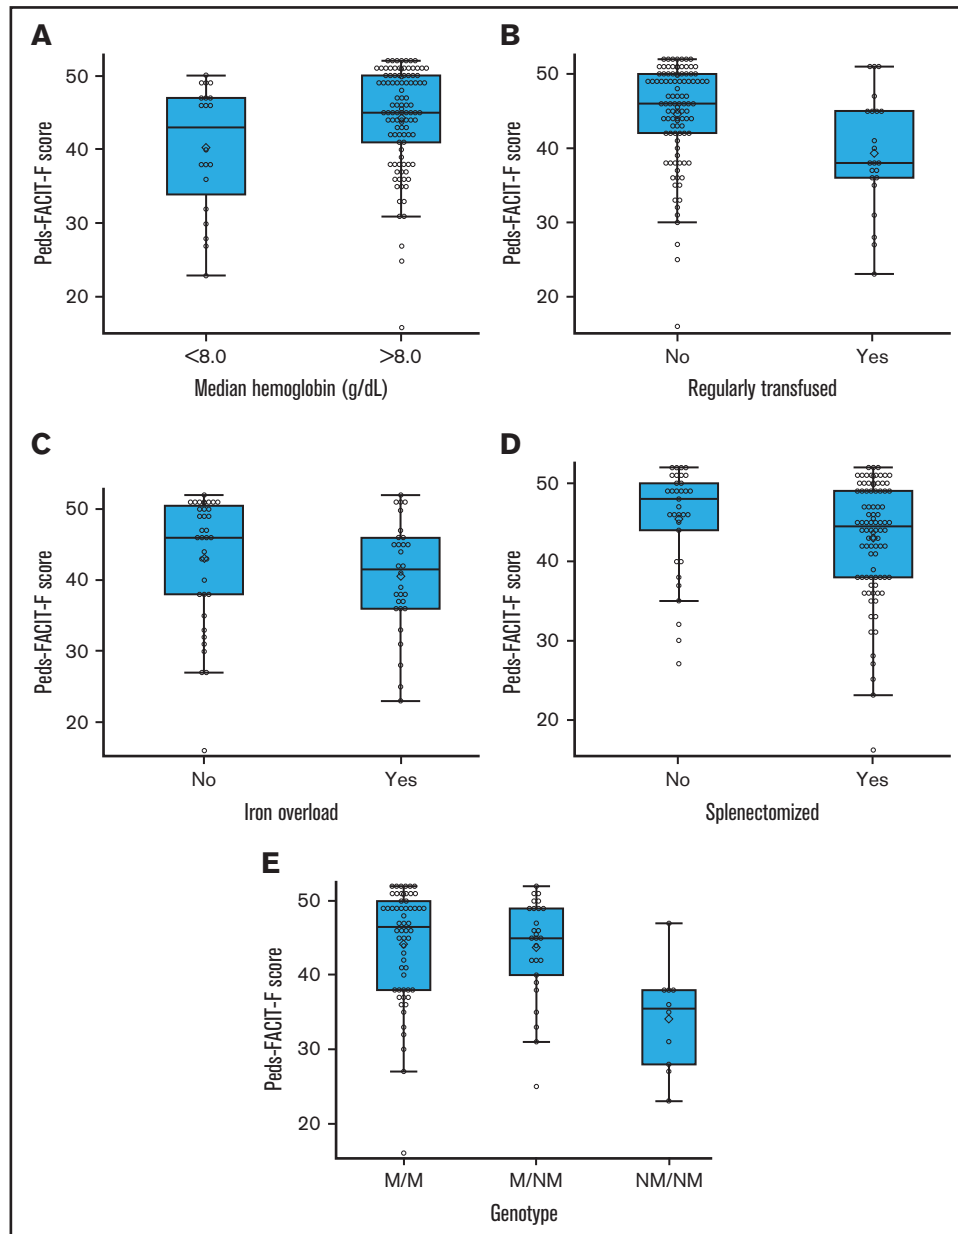 A
Peds-FACIT-F score
50
40
30
20
<8.0
>8.0
Median hemoglobin (g/dL)
B
Peds-FACIT-F score
50
40
30
20
No
Yes
Regularly transfused
C
Peds-FACIT-F score
50
40
30
20
No
Yes
Iron overload
D
Peds-FACIT-F score
50
40
30
20
No
Yes
Splenectomized
E
Peds-FACIT-F score
50
40
30
20
M/M
M/NM
NM/NM
Genotype